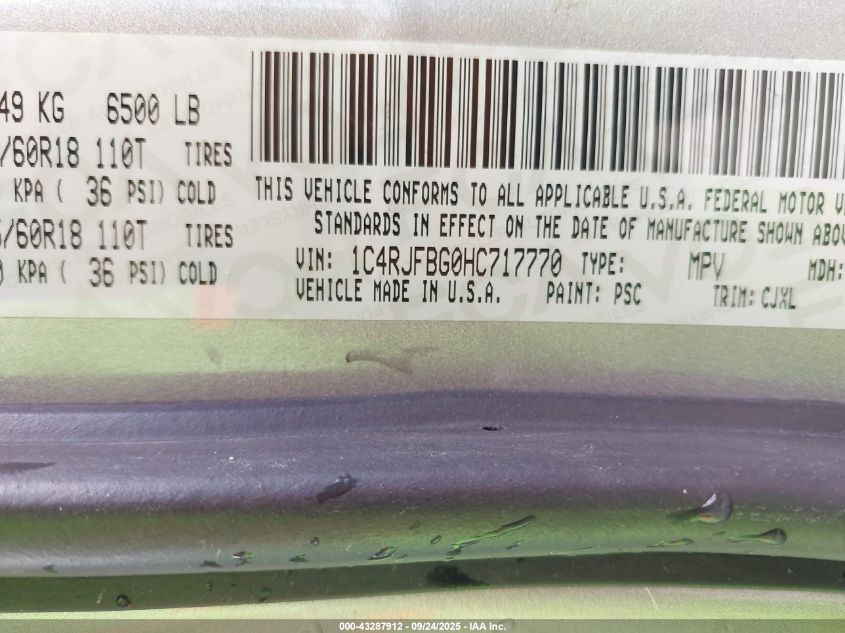 49 KG 6500 LB
/60R18 110T TIRES
KPA ( 36 PSI) COLD
/60R18 110T TIRES
KPA ( 36 PSI) COLD
THIS VEHICLE CONFORMS TO ALL APPLICABLE U.S.A. FEDERAL MOTOR
STANDARDS IN EFFECT ON THE DATE OF MANUFACTURE SHOWN
VIN: 1C4RJFBG0HC717770 TYPE: MPV MDH:
VEHICLE MADE IN U.S.A. PAINT: PSC TRIM: CJXL
000-43287912 - 09/24/2025 - IAA Inc.